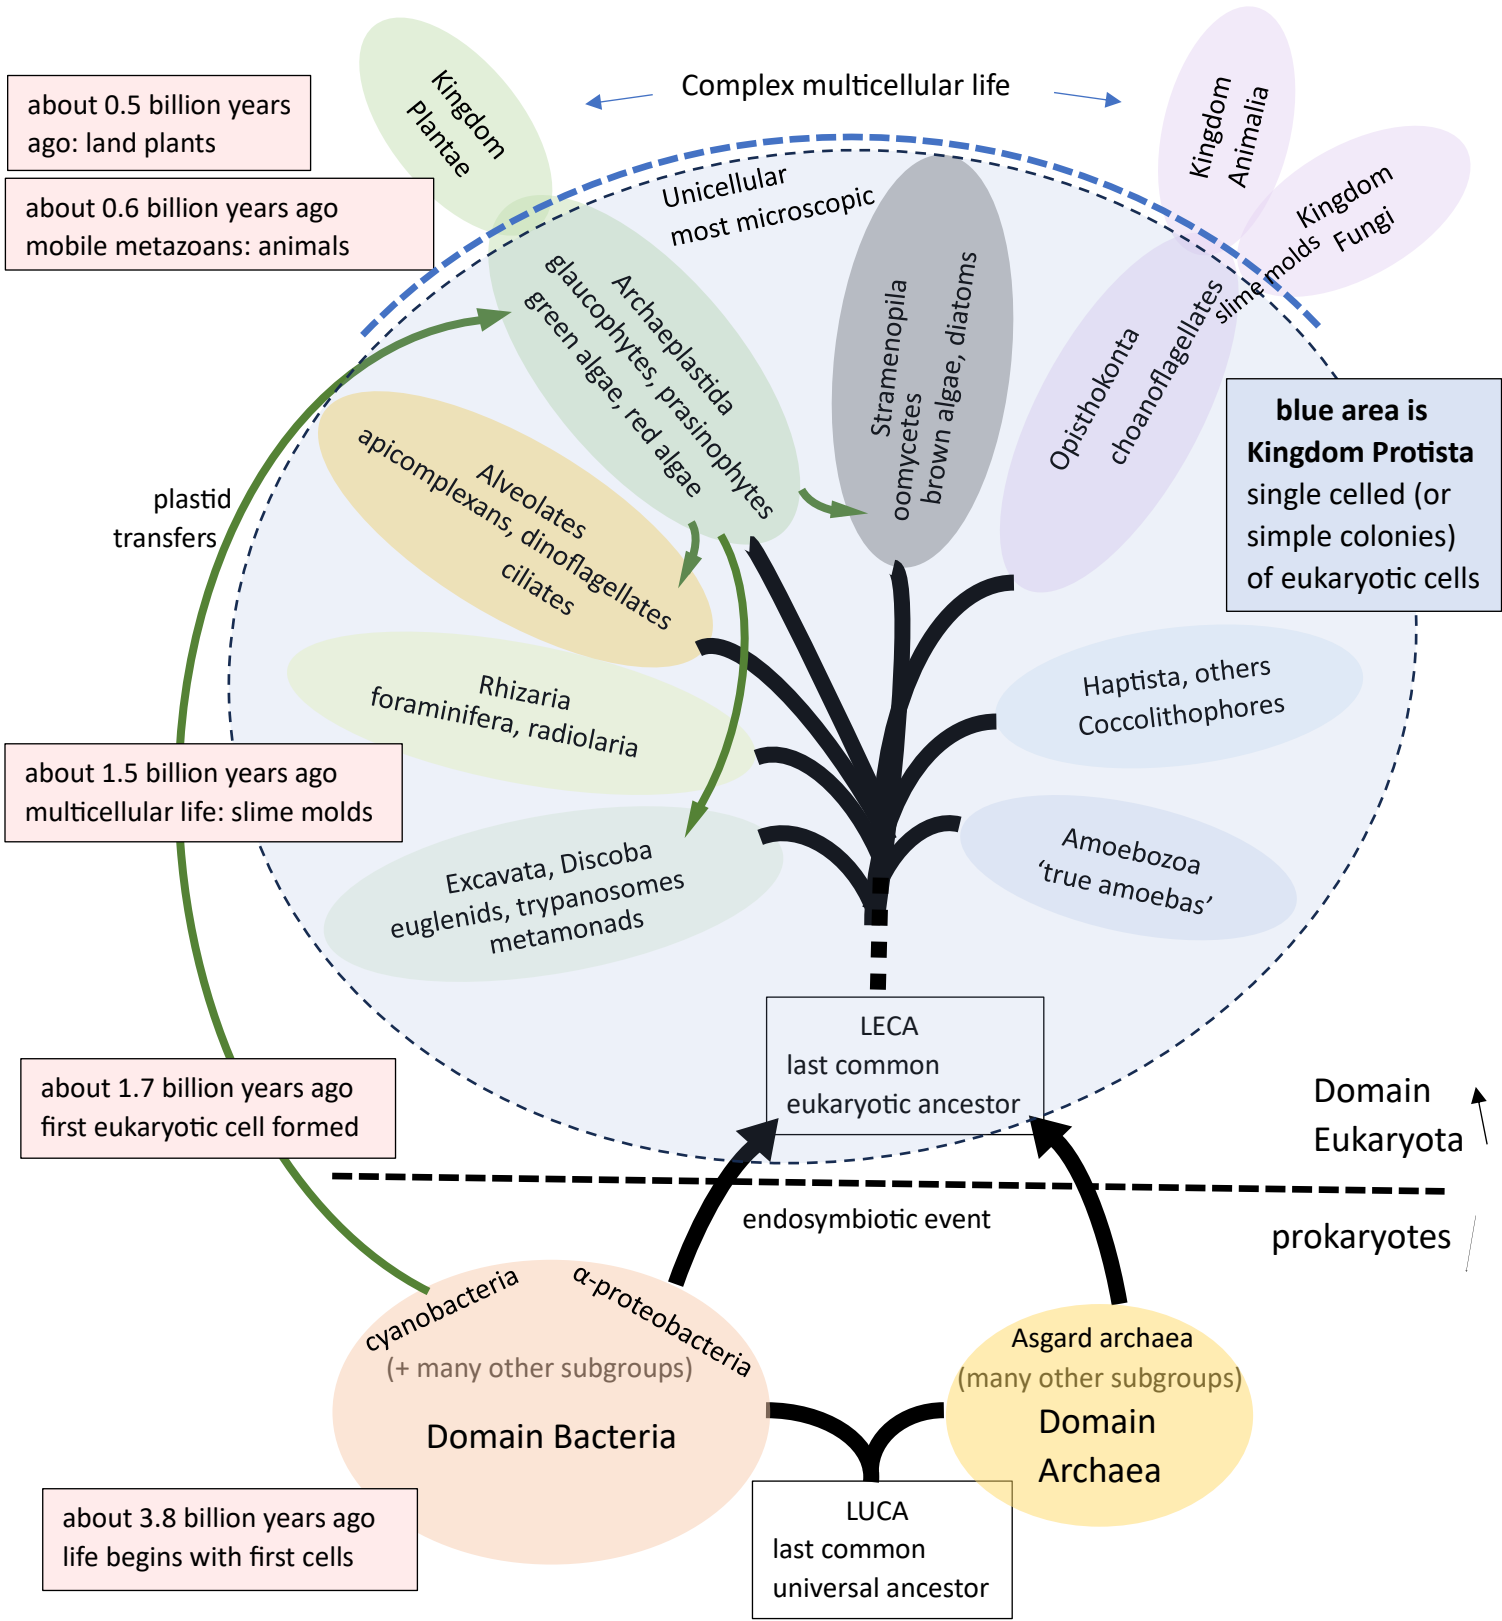 Complex multicellular life
Kingdom
Plantae
Kingdom
Animalia
Kingdom
Fungi
slime molds
about 0.5 billion years
ago: land plants
about 0.6 billion years ago
mobile metazoans: animals
Unicellular
most microscopic
Archaeplastida
glaucophytes, prasinophytes
green algae, red algae
Stramenopila
oomycetes
brown algae, diatoms
Opisthokonta
choanoflagellates
blue area is
Kingdom Protista
single celled (or
simple colonies)
of eukaryotic cells
plastid
transfers
Alveolates
apicomplexans, dinoflagellates
ciliates
Rhizaria
foraminifera, radiolaria
Haptista, others
Coccolithophores
about 1.5 billion years ago
multicellular life: slime molds
Excavata, Discoba
euglenids, trypanosomes
metamonads
Amoebozoa
‘true amoebas’
LECA
last common
eukaryotic ancestor
about 1.7 billion years ago
first eukaryotic cell formed
Domain
Eukaryota
endosymbiotic event
prokaryotes
cyanobacteria
α-proteobacteria
(+ many other subgroups)
Domain Bacteria
Asgard archaea
(many other subgroups)
Domain
Archaea
about 3.8 billion years ago
life begins with first cells
LUCA
last common
universal ancestor